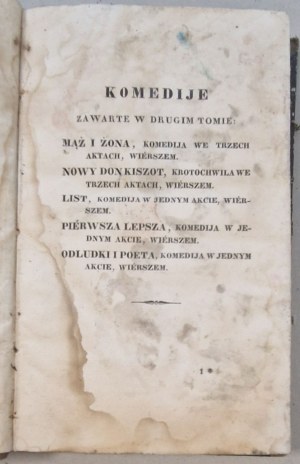 KOMEDIJE
ZAWARTE W DRUGIM TOMIE:
MĄŻ I ŻONA, KOMEDIJA WE TRZECH
AKTACH, WIÉRSZEM.
NOWY DON KISZOT, KROTOCHWILA WE
TRZECH AKTACH, WIÉRSZEM.
LIST, KOMEDIJA W JEDNYM AKCIE, WIÉR-
SZEM.
PIÉRWSZA LEPSZA, KOMEDIJA W JE-
DNYM AKCIE, WIÉRSZEM.
ODLUDKI I POETA, KOMEDIJA W JEDNYM
AKCIE, WIÉRSZEM.
1*